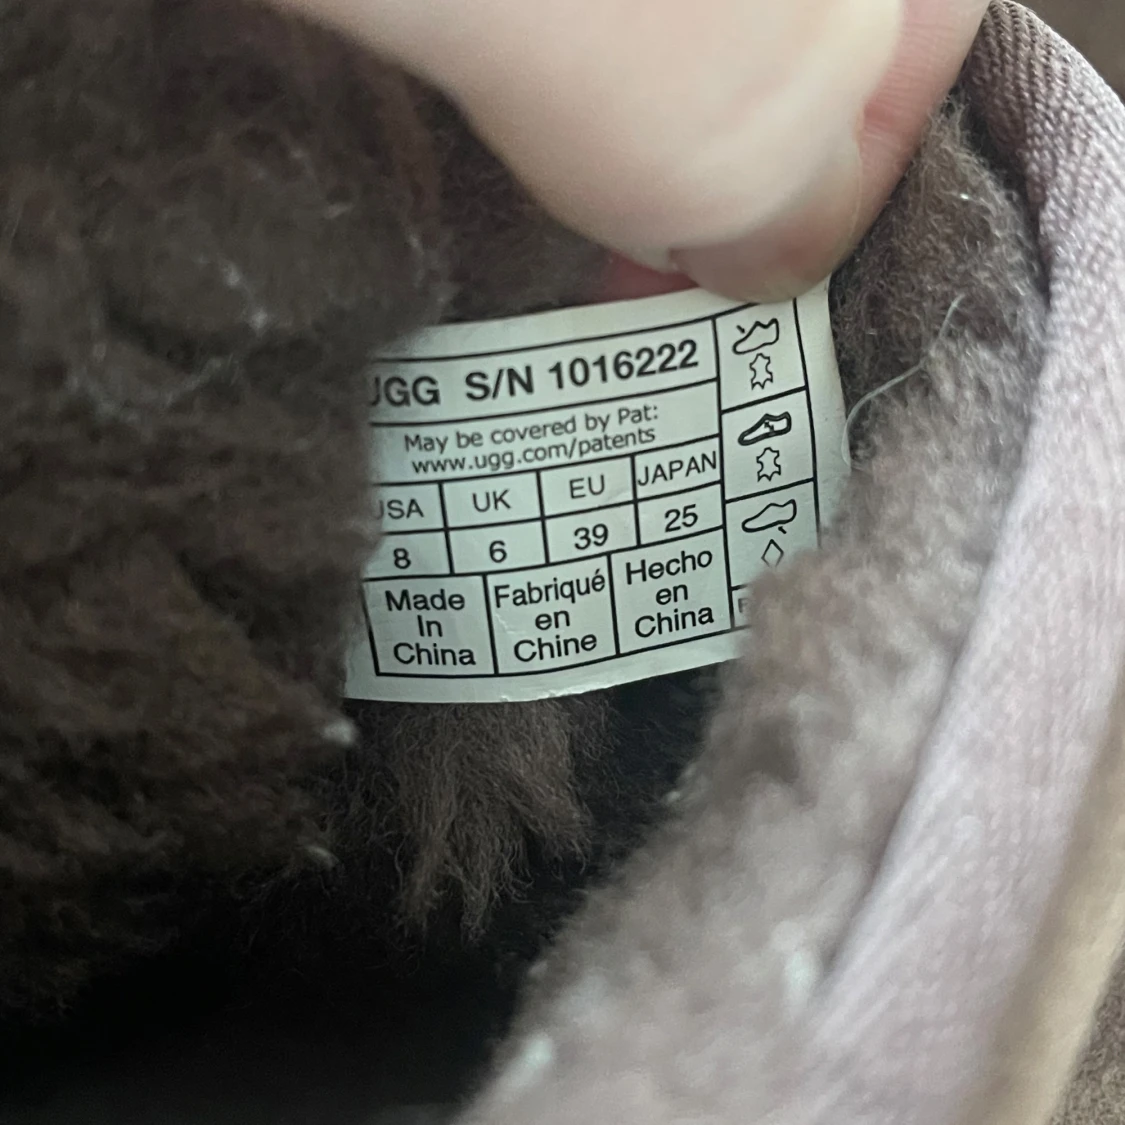 UGG S/N 1016222
May be covered by Pat:
www.ugg.com/patents
USA UK EU JAPAN
8 6 39 25
Made In China
Fabriqué en Chine
Hecho en China